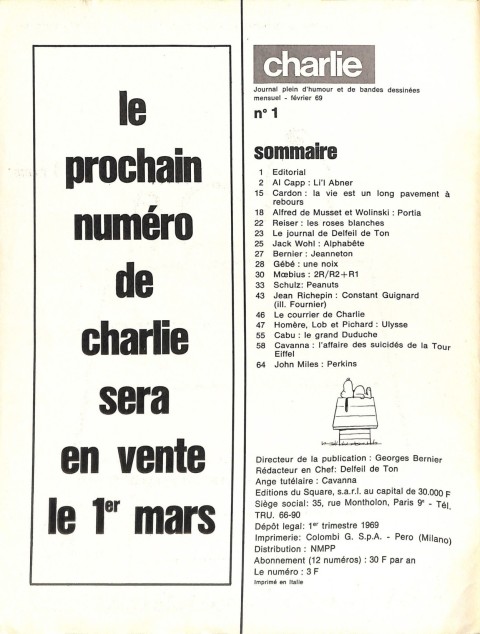 le
prochain
numéro
de
charlie
sera
en vente
le 1er mars
charlie
Journal plein d'humour et de bandes dessinées
mensuel - février 69
n° 1
sommaire
1 Editorial
2 Al Capp : Li'l Abner
15 Cardon : la vie est un long pavement à
rebours
18 Alfred de Musset et Wolinski : Portia
22 Reiser : les roses blanches
23 Le journal de Delfeil de Ton
25 Jack Wohl : Alphabête
27 Bernier : Jeanneton
28 Gébé : une noix
30 Mœbius : 2R/R2+R1
33 Schulz: Peanuts
43 Jean Richepin : Constant Guignard
(ill. Fournier)
46 Le courrier de Charlie
47 Homère, Lob et Pichard : Ulysse
55 Cabu : le grand Duduche
58 Cavanna : l'affaire des suicidés de la Tour
Eiffel
64 John Miles : Perkins
Directeur de la publication : Georges Bernier
Rédacteur en Chef: Delfeil de Ton
Ange tutélaire : Cavanna
Editions du Square, s.a.r.l. au capital de 30.000 F
Siège social: 35, rue Montholon, Paris 9e - Tél.
TRU. 66-90
Dépôt legal: 1er trimestre 1969
Imprimerie: Colombi G. S.p.A. - Pero (Milano)
Distribution : NMPP
Abonnement (12 numéros) : 30 F par an
Le numéro : 3 F
Imprimé en Italie